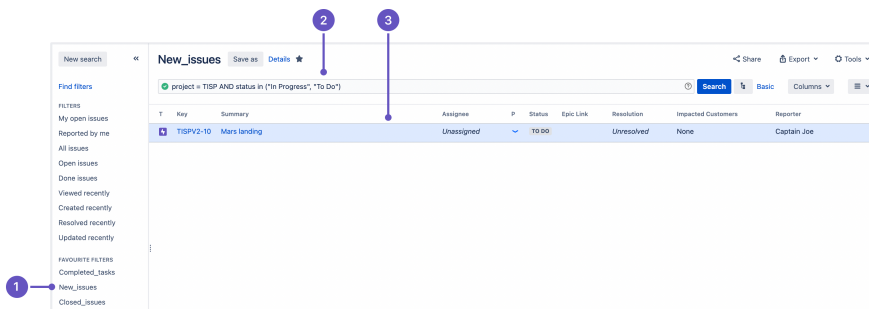 2 3
New search «
New_issues Save as Details ★ Share Export Tools
Find filters
project = TISP AND status in ("In Progress", "To Do") Search Basic Columns
FILTERS
My open issues
Reported by me
All issues
Open issues
Done issues
Viewed recently
Created recently
Resolved recently
Updated recently
FAVOURITE FILTERS
Completed_tasks
1 New_issues
Closed_issues
T Key Summary Assignee P Status Epic Link Resolution Impacted Customers Reporter
TISPV2-10 Mars landing Unassigned TO DO Unresolved None Captain Joe